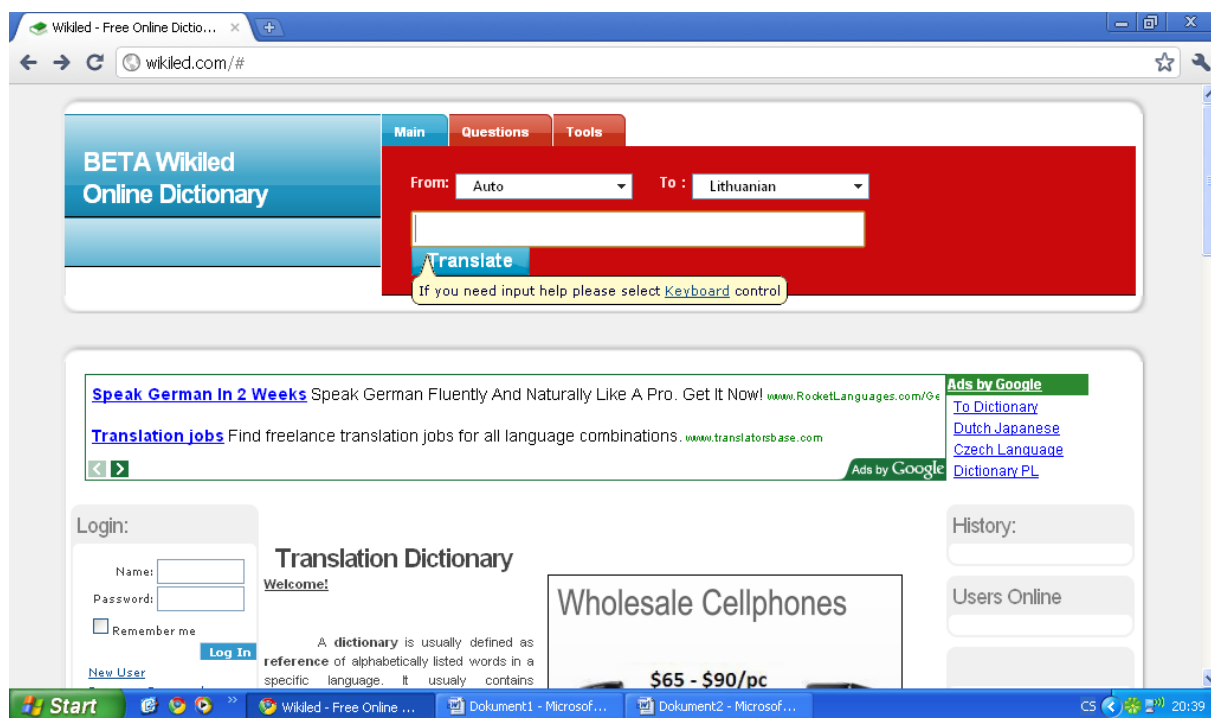 Wikiled - Free Online Dictio...
wikiled.com/#
Main Questions Tools
BETA Wikiled
Online Dictionary
From: Auto To : Lithuanian
Translate
If you need input help please select Keyboard control
Speak German In 2 Weeks Speak German Fluently And Naturally Like A Pro. Get It Now! www.RocketLanguages.com/Ge
Translation jobs Find freelance translation jobs for all language combinations. www.translatorsbase.com
Ads by Google
Ads by Google
To Dictionary
Dutch Japanese
Czech Language
Dictionary PL
Login:
Name:
Password:
Remember me
Log In
New User
Translation Dictionary
Welcome!
A dictionary is usually defined as
reference of alphabetically listed words in a
specific language. It usualy contains
Wholesale Cellphones
$65 - $90/pc
History:
Users Online
Start
Wikiled - Free Online ...
Dokument1 - Microsof...
Dokument2 - Microsof...
CS
20:39